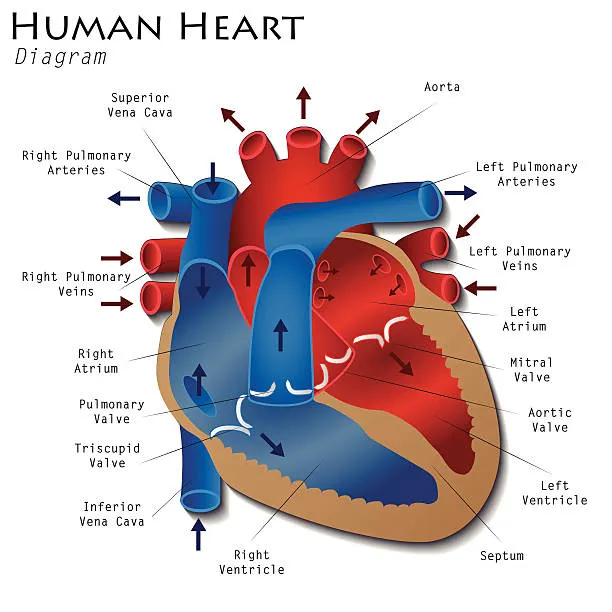 HUMAN HEART
Diagram
Superior
Vena Cava
Aorta
Right Pulmonary
Arteries
Left Pulmonary
Arteries
Right Pulmonary
Veins
Left Pulmonary
Veins
Left
Atrium
Right
Atrium
Mitral
Valve
Pulmonary
Valve
Aortic
Valve
Triscupid
Valve
Left
Ventricle
Inferior
Vena Cava
Right
Ventricle
Septum